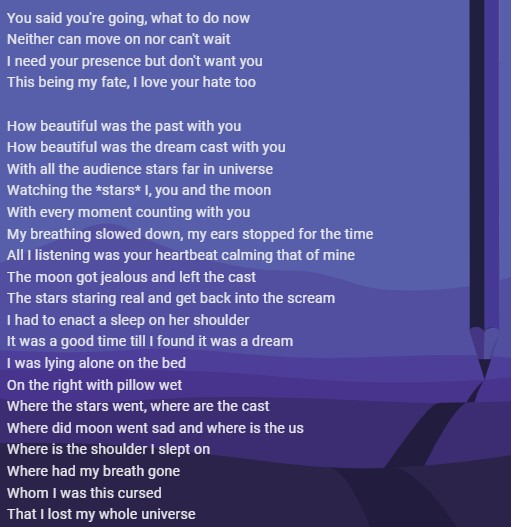 You said you're going, what to do now
Neither can move on nor can't wait
I need your presence but don't want you
This being my fate, I love your hate too

How beautiful was the past with you
How beautiful was the dream cast with you
With all the audience stars far in universe
Watching the *stars* I, you and the moon
With every moment counting with you
My breathing slowed down, my ears stopped for the time
All I listening was your heartbeat calming that of mine
The moon got jealous and left the cast
The stars staring real and get back into the scream
I had to enact a sleep on her shoulder
It was a good time till I found it was a dream
I was lying alone on the bed
On the right with pillow wet
Where the stars went, where are the cast
Where did moon went sad and where is the us
Where is the shoulder I slept on
Where had my breath gone
Whom I was this cursed
That I lost my whole universe